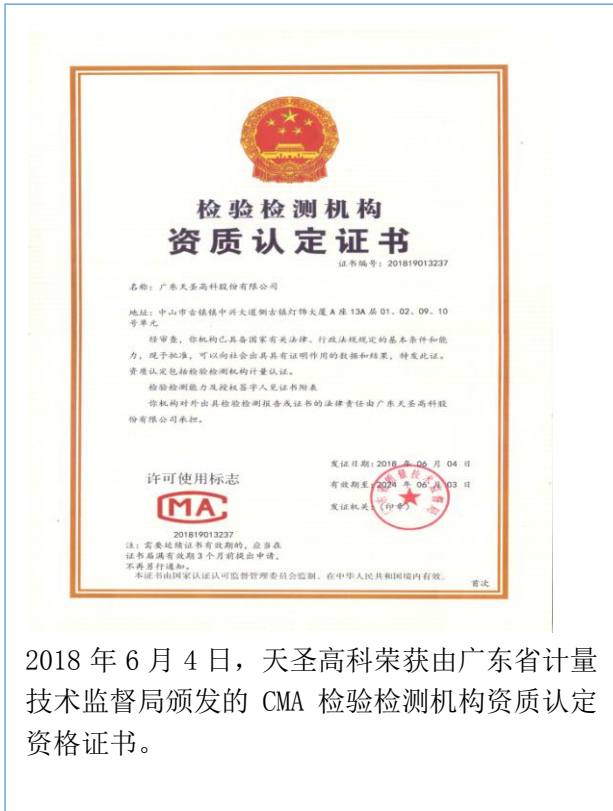 检验检测机构
资质认定证书
证书编号：201819013237
名称：广东天圣高科股份有限公司
地址：中山市古镇镇中兴大道侧古镇灯饰大厦 A 座 13A 层 01、02、09、10
号单元
经审查，你机构已具备国家有关法律、行政法规规定的基本条件和能
力，现予批准，可以向社会出具具有证明作用的数据和结果，特发此证。
资质认定包括检验检测机构计量认证。
检验检测能力及授权签字人见证书附表
你机构对外出具检验检测报告或证书的法律责任由广东天圣高科股
份有限公司承担。
发证日期：2018 年 06 月 04 日
许可使用标志
有效期至：2024 年 06 月 03 日
发证机关：（印章）
广东省质量技术监督局
MA
201819013237
注：需要延续证书有效期的，应当在
证书届满有效期 3 个月前提出申请，
不再另行通知。
本证书由国家认证认可监督管理委员会监制，在中华人民共和国境内有效。
首次
2018 年 6 月 4 日，天圣高科荣获由广东省计量
技术监督局颁发的 CMA 检验检测机构资质认定
资格证书。